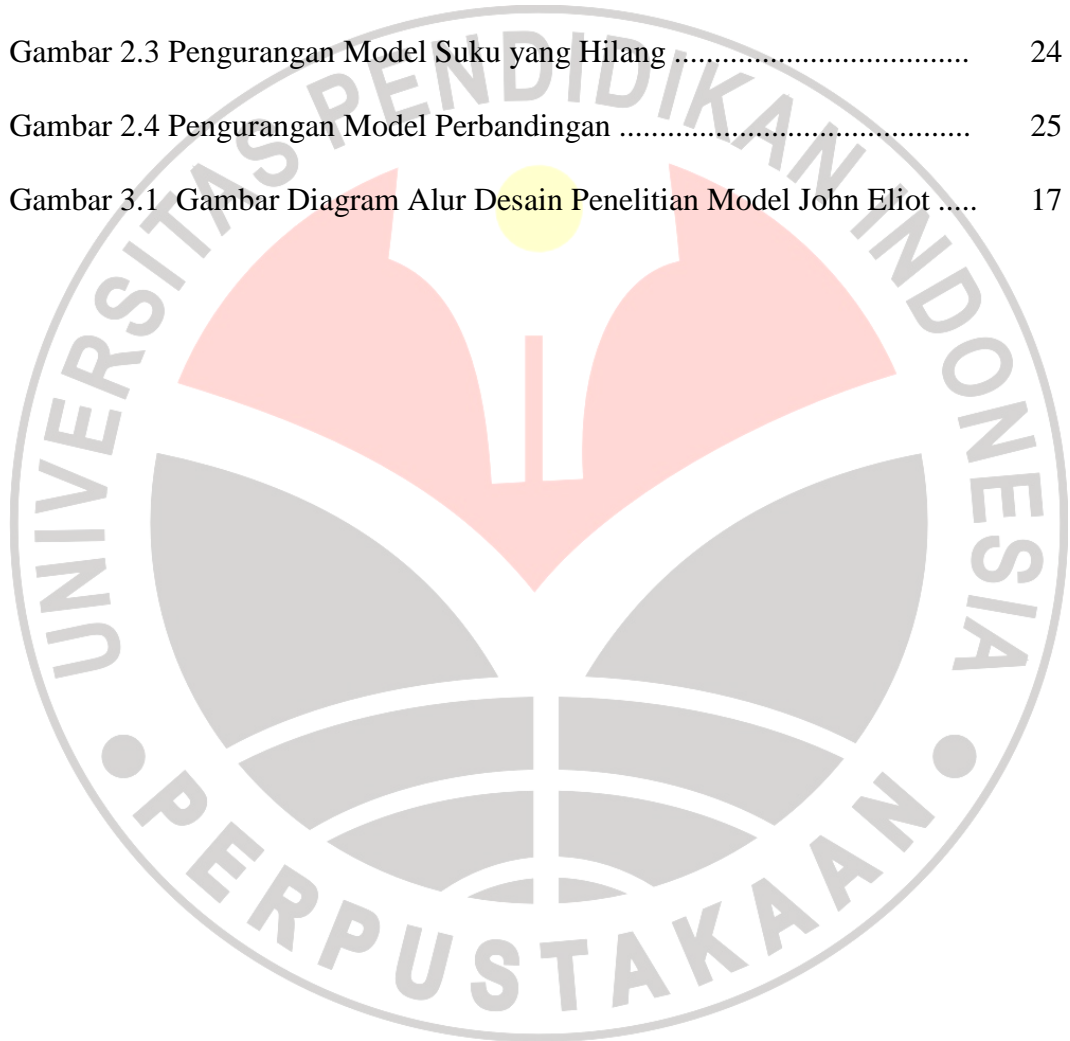 Gambar 2.3 Pengurangan Model Suku yang Hilang ................................... 24
Gambar 2.4 Pengurangan Model Perbandingan .......................................... 25
Gambar 3.1  Gambar Diagram Alur Desain Penelitian Model John Eliot ..... 17
UNIVERSITAS PENDIDIKAN INDONESIA
PERPUSTAKAAN